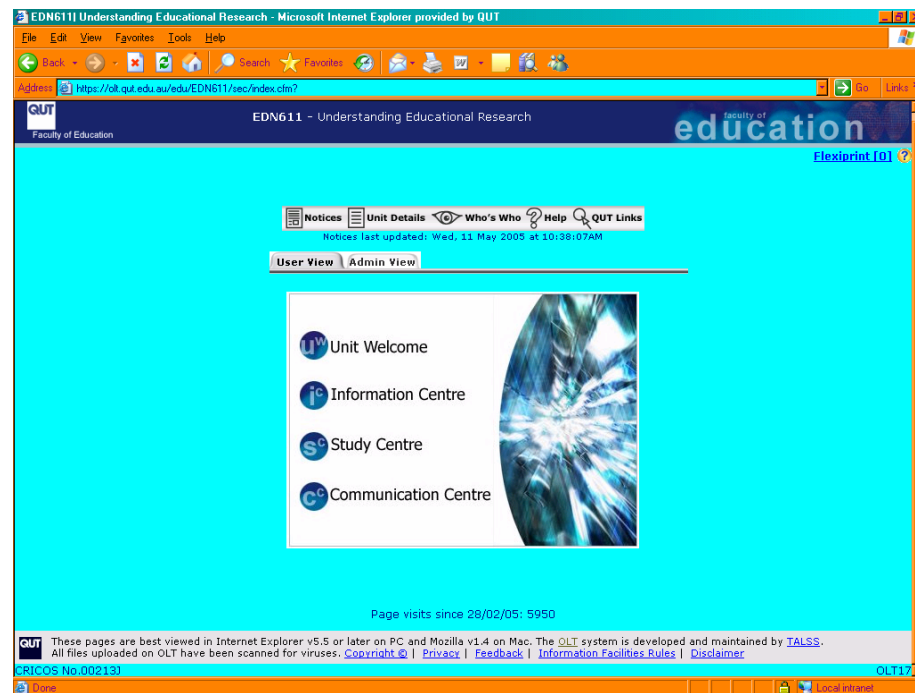 EDN611| Understanding Educational Research - Microsoft Internet Explorer provided by QUT
File Edit View Favorites Tools Help
Back Search Favorites
Address https://olt.qut.edu.au/edu/EDN611/sec/index.cfm? Go Links
QUT
Faculty of Education
EDN611 - Understanding Educational Research
faculty of
education
Flexiprint [0] ?
Notices Unit Details Who's Who Help QUT Links
Notices last updated: Wed, 11 May 2005 at 10:38:07AM
User View Admin View
uw Unit Welcome
ic Information Centre
sc Study Centre
cc Communication Centre
Page visits since 28/02/05: 5950
QUT These pages are best viewed in Internet Explorer v5.5 or later on PC and Mozilla v1.4 on Mac. The OLT system is developed and maintained by TALSS.
All files uploaded on OLT have been scanned for viruses. Copyright © | Privacy | Feedback | Information Facilities Rules | Disclaimer
CRICOS No.00213J OLT17
Done Local intranet